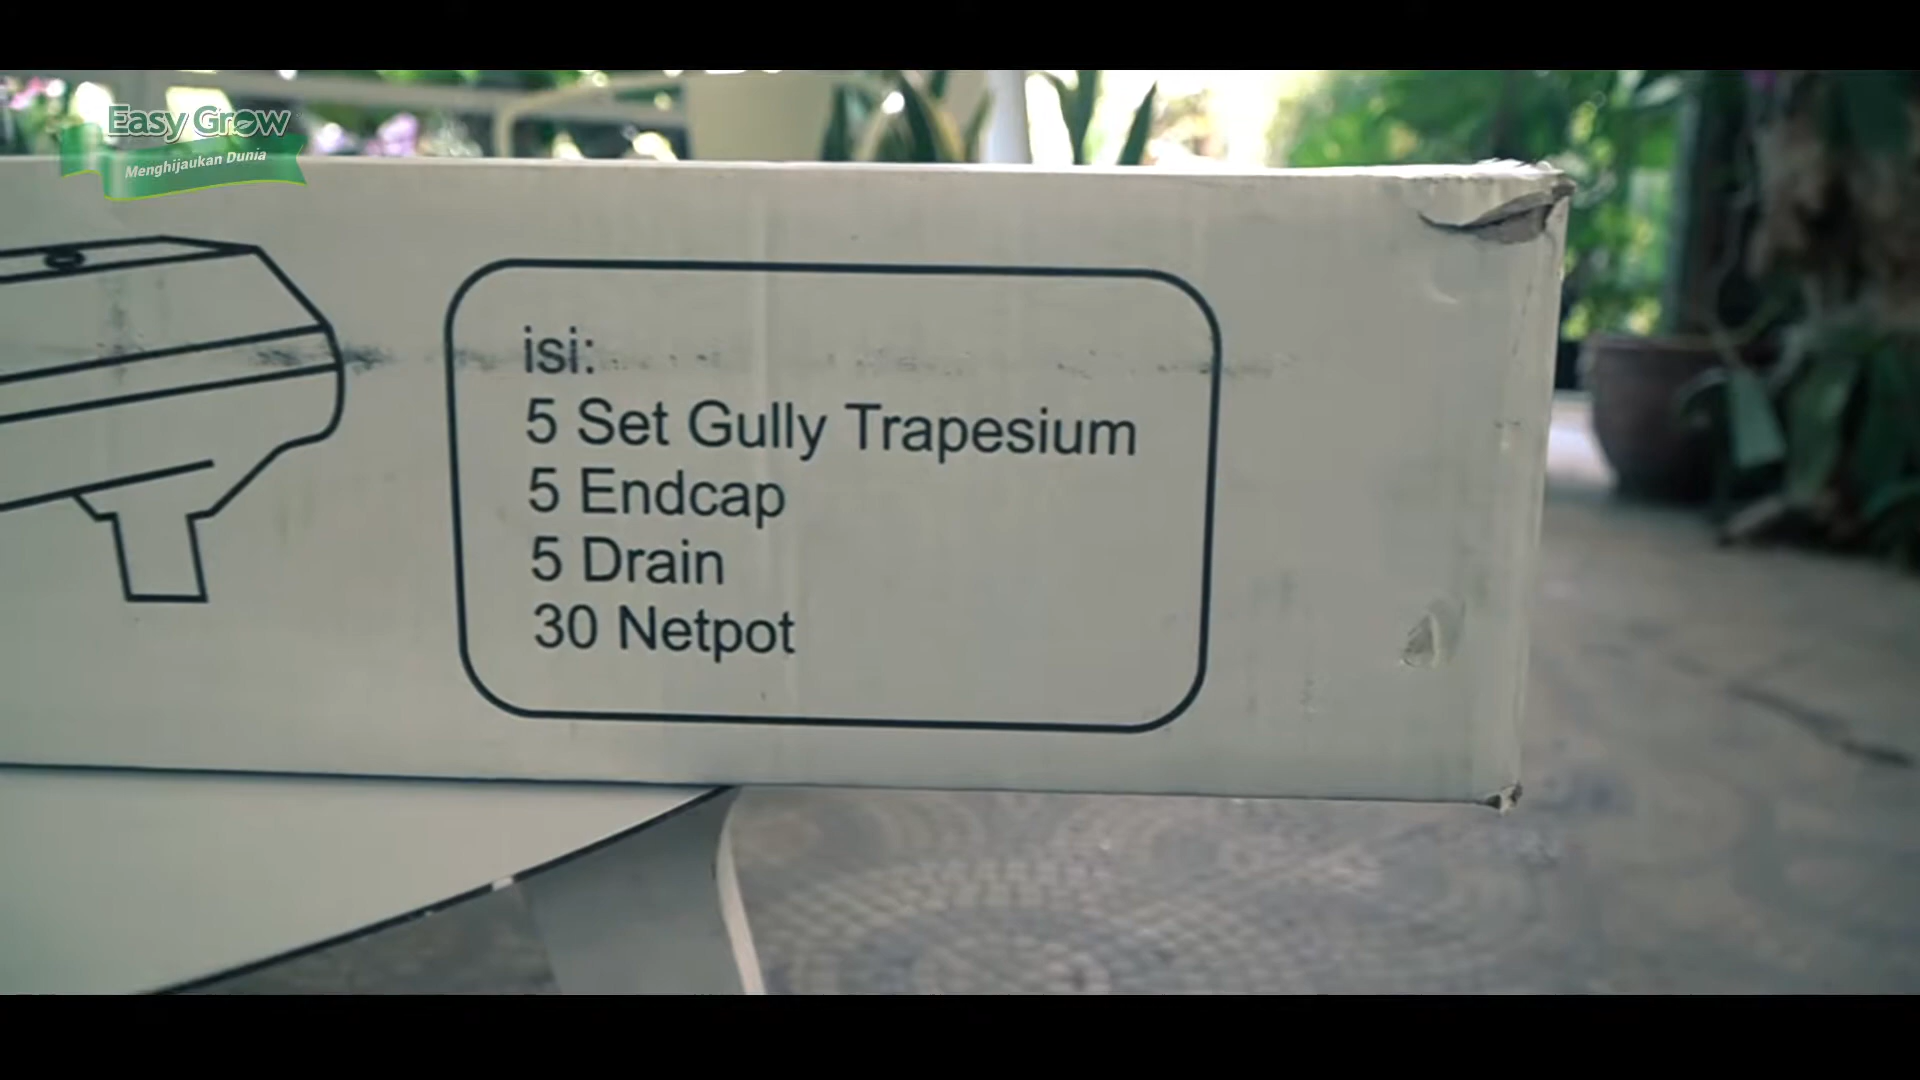 Easy Grow
Menghijaukan Dunia
isi:
5 Set Gully Trapesium
5 Endcap
5 Drain
30 Netpot